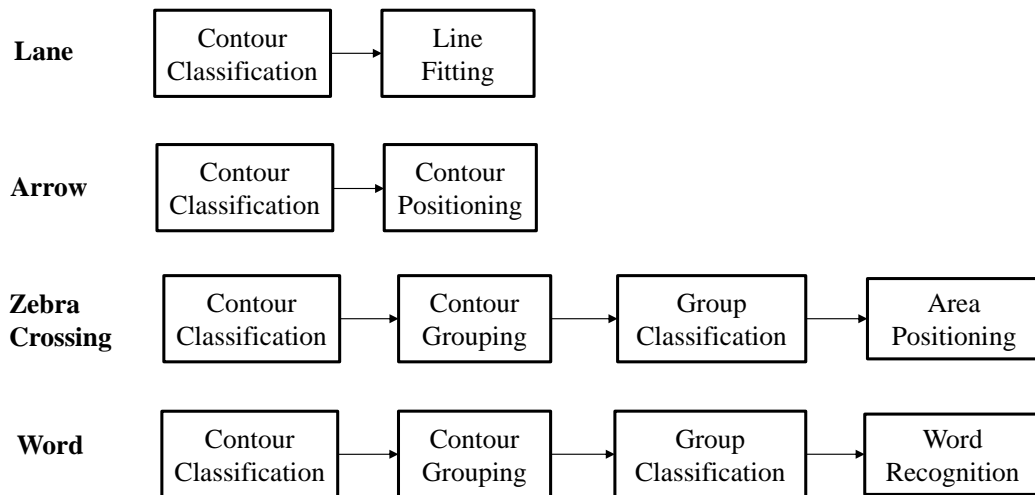 Lane
Contour
Classification
Line
Fitting
Arrow
Contour
Classification
Contour
Positioning
Zebra
Crossing
Contour
Classification
Contour
Grouping
Group
Classification
Area
Positioning
Word
Contour
Classification
Contour
Grouping
Group
Classification
Word
Recognition